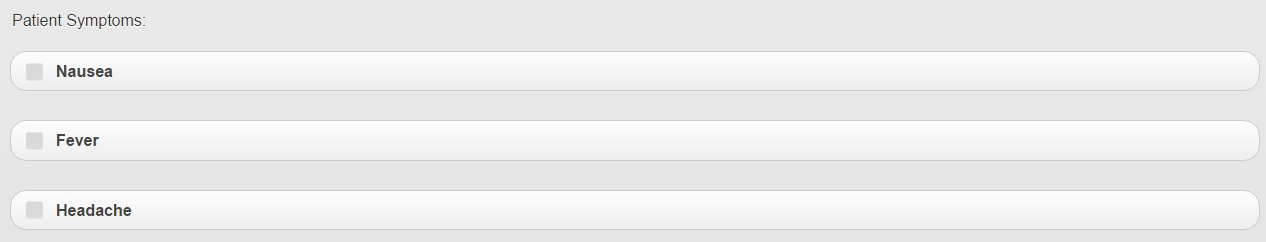 Patient Symptoms:
Nausea
Fever
Headache